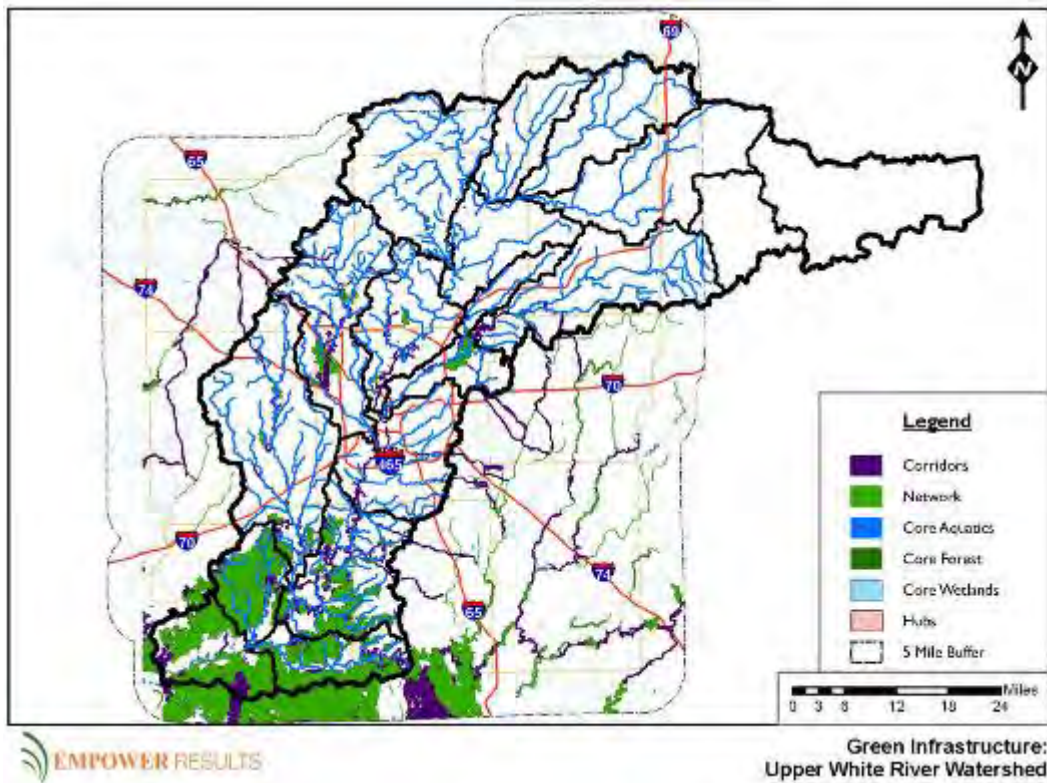 69
N
65
74
70
465
70
74
65
Legend
Corridors
Network
Core Aquatics
Core Forest
Core Wetlands
Hubs
5 Mile Buffer
Miles
0 3 6 12 18 24
EMPOWER RESULTS
Green Infrastructure:
Upper White River Watershed